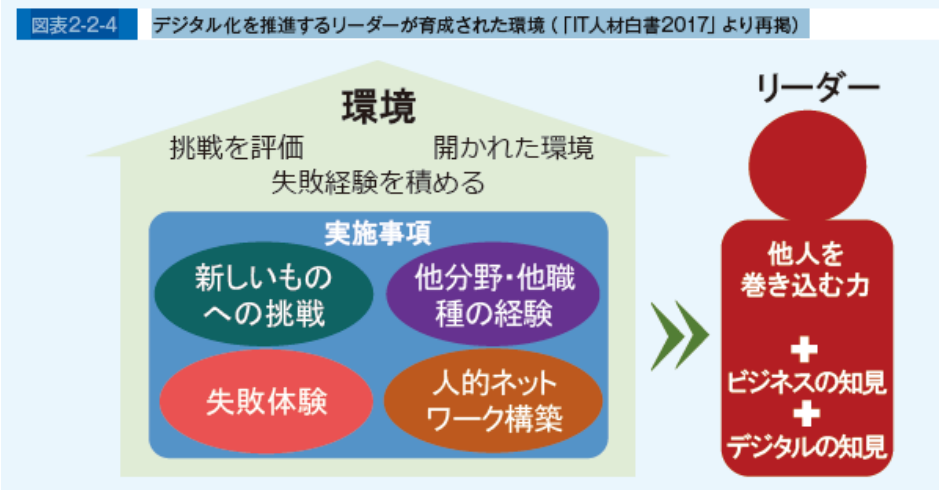 図表2-2-4 デジタル化を推進するリーダーが育成された環境(「IT人材白書2017」より再掲)
環境
挑戦を評価 開かれた環境
失敗経験を積める
実施事項
新しいもの
への挑戦
他分野・他職
種の経験
失敗体験
人的ネット
ワーク構築
リーダー
他人を
巻き込む力
+
ビジネスの知見
+
デジタルの知見